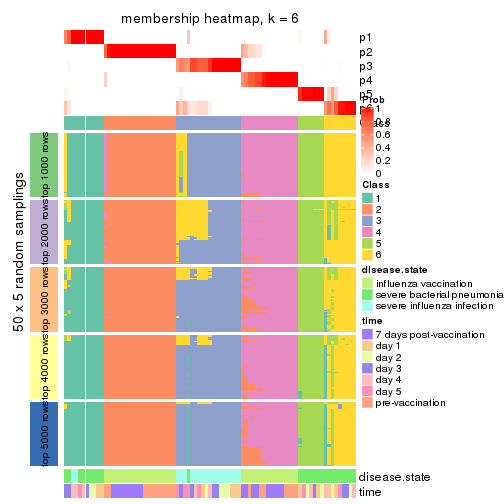 membership heatmap, k = 6
p1
p2
p3
p4
p5
p6
Prob
1
0.8
0.6
0.4
0.2
0
Class
50 x 5 random samplings
top 1000 rows
top 2000 rows
top 3000 rows
top 4000 rows
top 5000 rows
Class
1
2
3
4
5
6
disease.state
influenza vaccination
severe bacterial pneumonia
severe influenza infection
time
7 days post-vaccination
day 1
day 2
day 3
day 4
day 5
pre-vaccination
disease.state
time